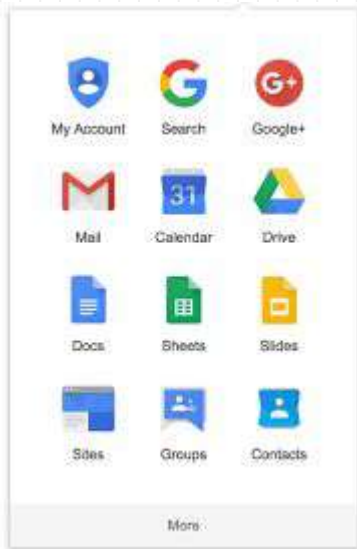 My Account Search Google+
G+
31
Mail Calendar Drive
Docs Sheets Slides
Sites Groups Contacts
More